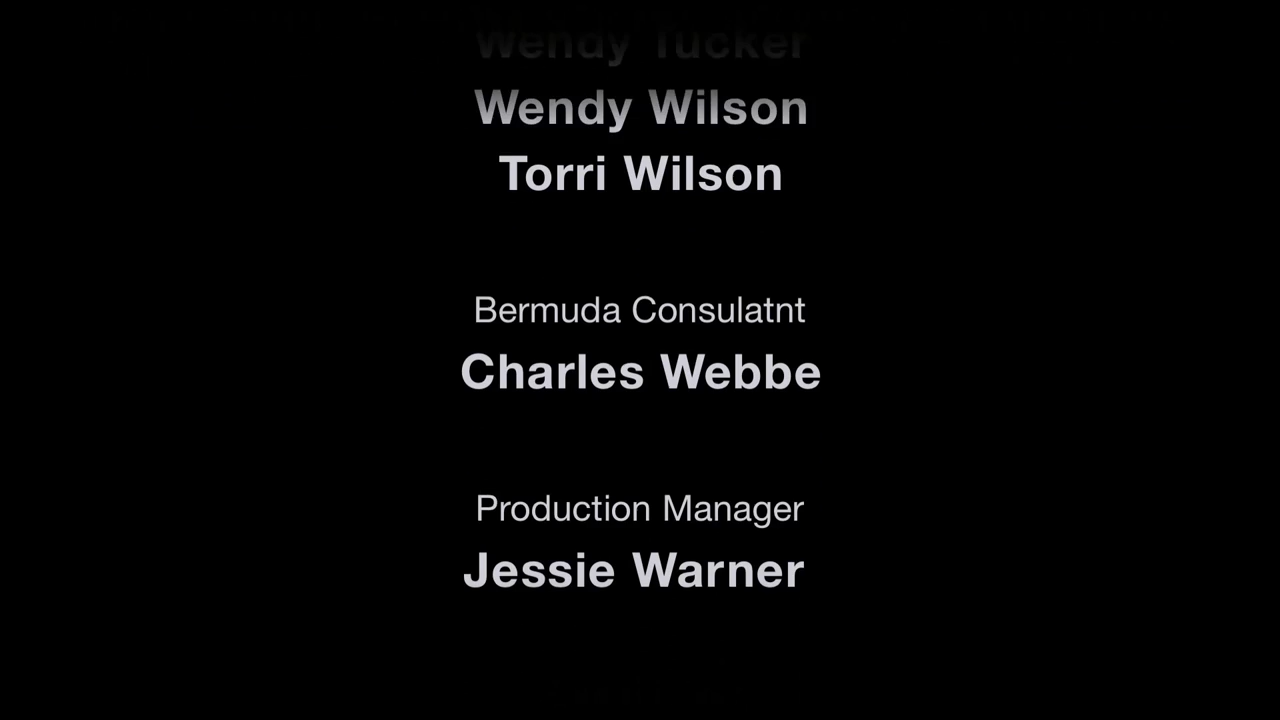 Wendy Tucker
Wendy Wilson
Torri Wilson
Bermuda Consulatnt
Charles Webbe
Production Manager
Jessie Warner